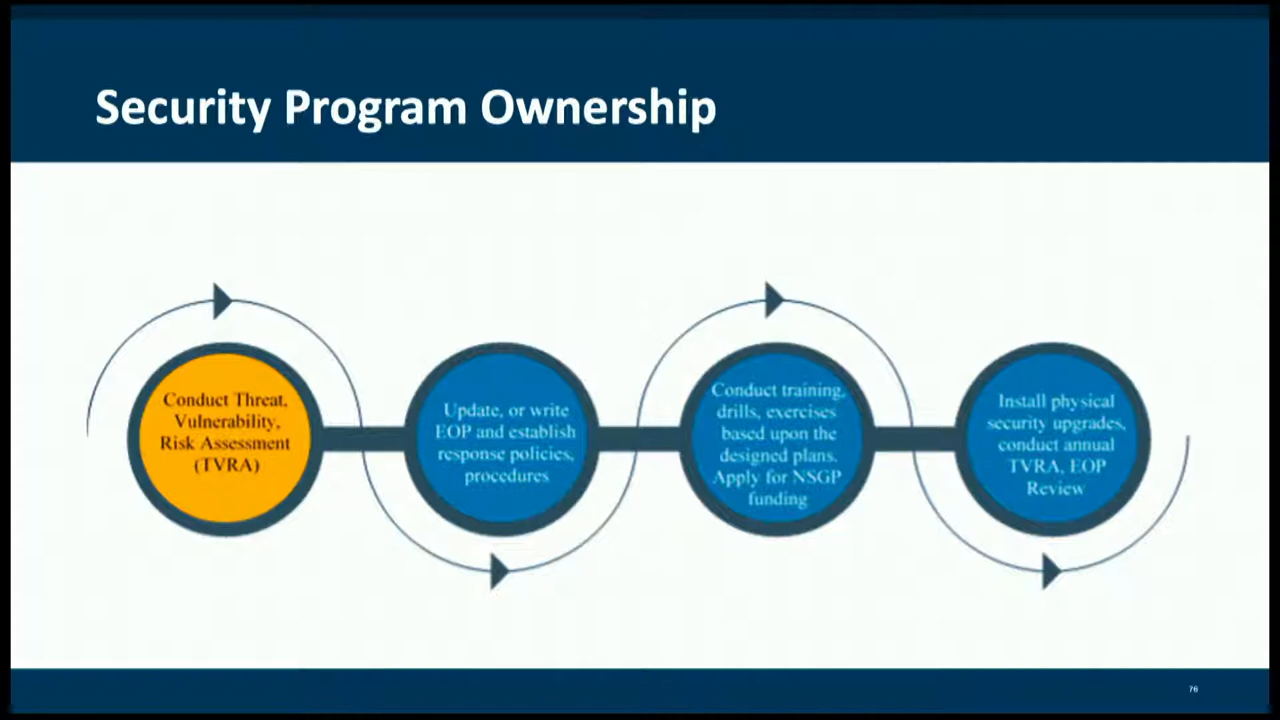 Security Program Ownership
Conduct Threat,
Vulnerability,
Risk Assessment
(TVRA)
Update, or write
EOP and establish
response policies,
procedures
Conduct training,
drills, exercises
based upon the
designed plans.
Apply for NSGP
funding
Install physical
security upgrades,
conduct annual
TVRA, EOP
Review
76